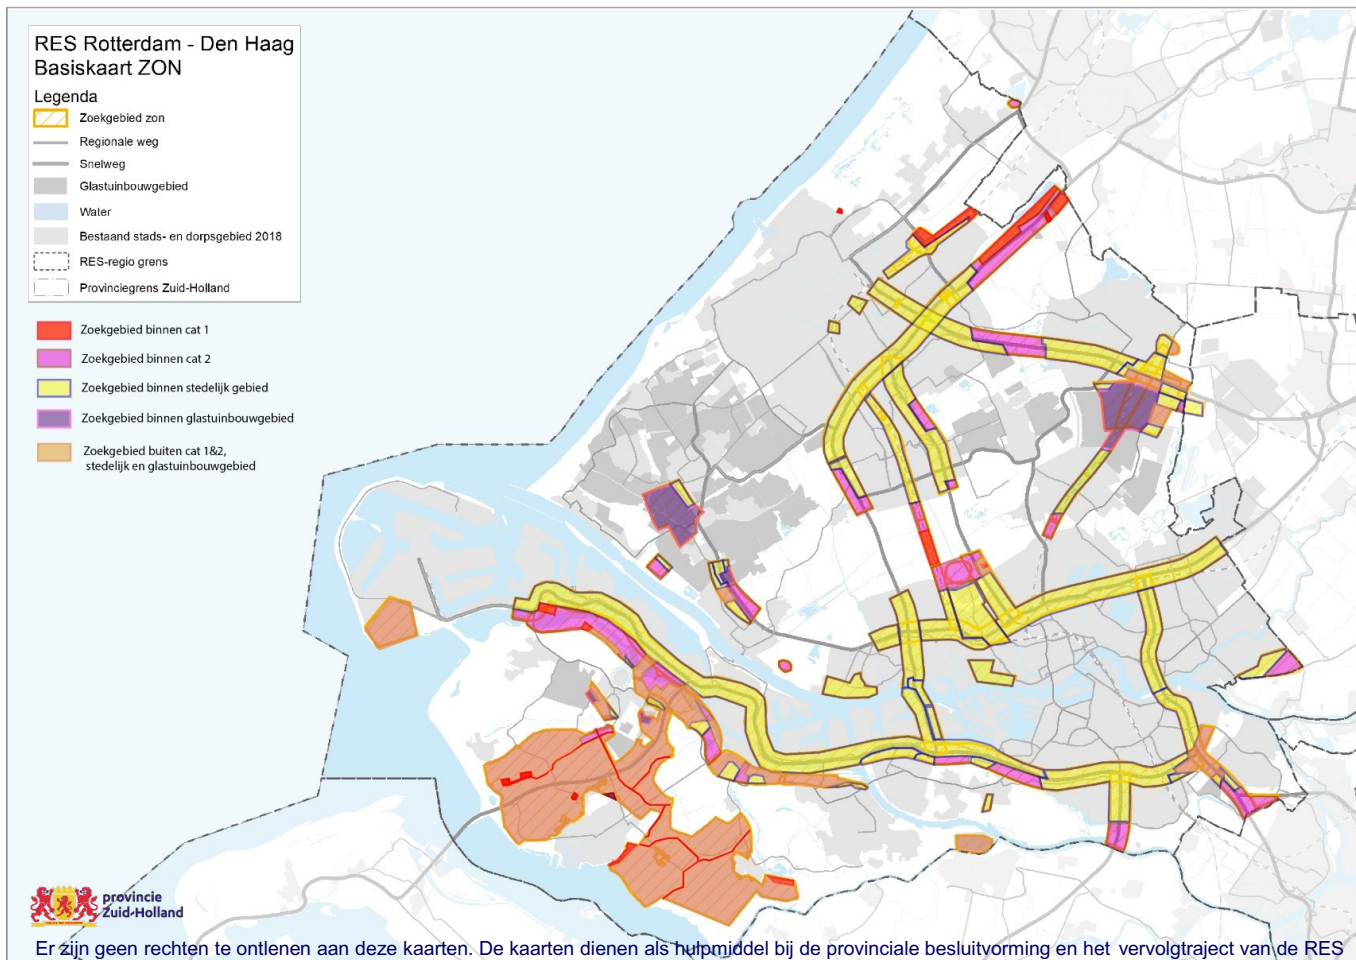 RES Rotterdam - Den Haag
Basiskaart ZON
Legenda
Zoekgebied zon
Regionale weg
Snelweg
Glastuinbouwgebied
Water
Bestaand stads- en dorpsgebied 2018
RES-regio grens
Provinciegrens Zuid-Holland
Zoekgebied binnen cat 1
Zoekgebied binnen cat 2
Zoekgebied binnen stedelijk gebied
Zoekgebied binnen glastuinbouwgebied
Zoekgebied buiten cat 1&2,
stedelijk en glastuinbouwgebied
provincie
Zuid-Holland
Er zijn geen rechten te ontlenen aan deze kaarten. De kaarten dienen als hulpmiddel bij de provinciale besluitvorming en het vervolgtraject van de RES